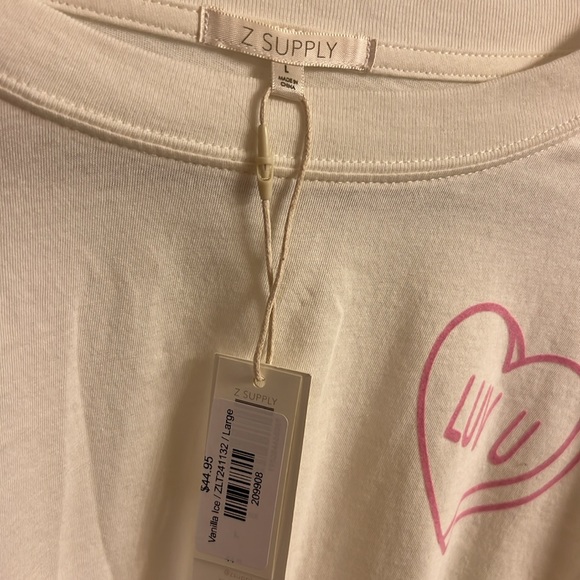 Z SUPPLY
L
MADE IN
CHINA
LUV U
Z SUPPLY
$44.95
Vanilla Ice / ZLT241132 / Large
209908